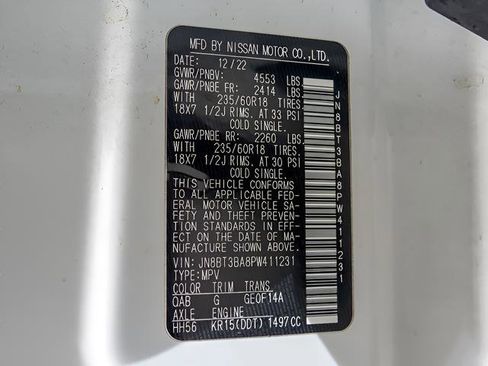 MFD BY NISSAN MOTOR CO.,LTD.
DATE: 12/22
GVWR/PNBV: 4553 LBS
GAWR/PNBE FR: 2414 LBS
WITH 235/60R18 TIRES
18X7 1/2J RIMS. AT 33 PSI
COLD SINGLE.
GAWR/PNBE RR: 2260 LBS
WITH 235/60R18 TIRES.
18X7 1/2J RIMS. AT 30 PSI
COLD SINGLE.
THIS VEHICLE CONFORMS
TO ALL APPLICABLE FED-
ERAL MOTOR VEHICLE SA-
FETY AND THEFT PREVEN-
TION STANDARDS IN EFF-
ECT ON THE DATE OF MA-
NUFACTURE SHOWN ABOVE.
VIN: JN8BT3BA8PW411231
TYPE: MPV
COLOR TRIM TRANS
QAB G GE0F14A
AXLE ENGINE
HH56 KR15(DDT) 1497CC
JN8BT3BA8PW411231